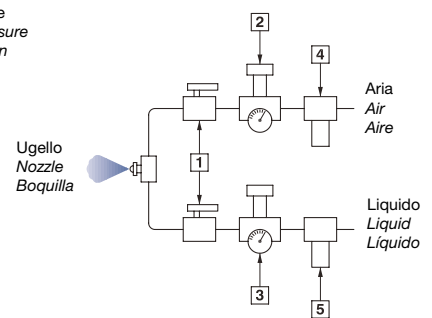 2
4
Aria
Air
Aire
Ugello
Nozzle
Boquilla
1
Liquido
Liquid
Líquido
3
5